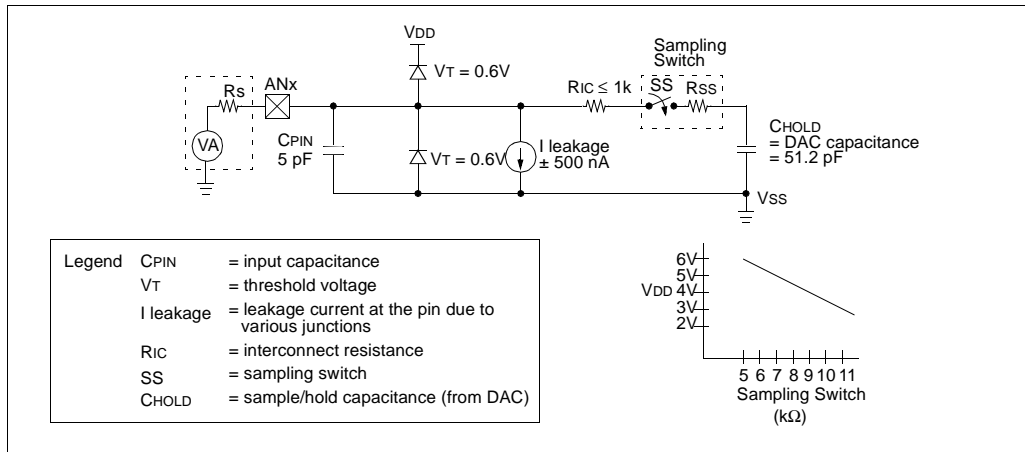 VDD
Sampling
Switch
VT = 0.6V
ANx
RIC ≤ 1k
SS
RSS
Rs
CHOLD
= DAC capacitance
= 51.2 pF
VA
CPIN
5 pF
VT = 0.6V
I leakage
± 500 nA
VSS
Legend CPIN = input capacitance
VT = threshold voltage
I leakage = leakage current at the pin due to
various junctions
RIC = interconnect resistance
SS = sampling switch
CHOLD = sample/hold capacitance (from DAC)
6V
5V
VDD 4V
3V
2V
5 6 7 8 9 10 11
Sampling Switch
(kΩ)